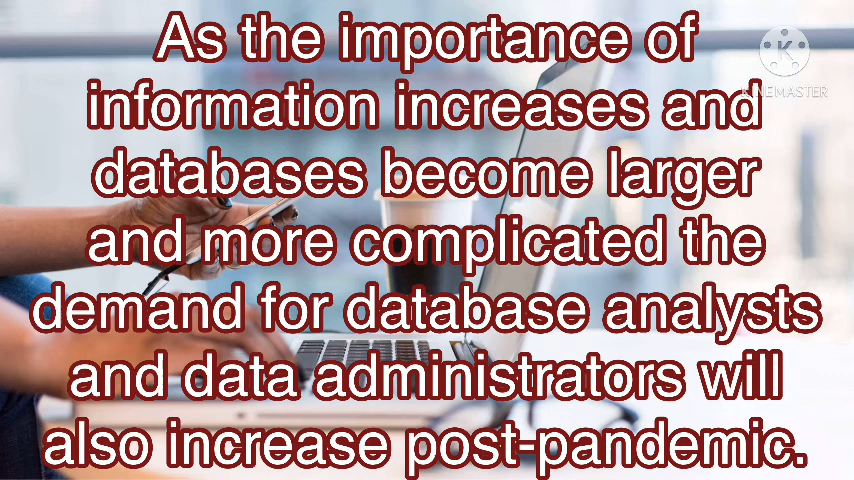 As the importance of
information increases and
databases become larger
and more complicated the
demand for database analysts
and data administrators will
also increase post-pandemic.
K
KINEMASTER